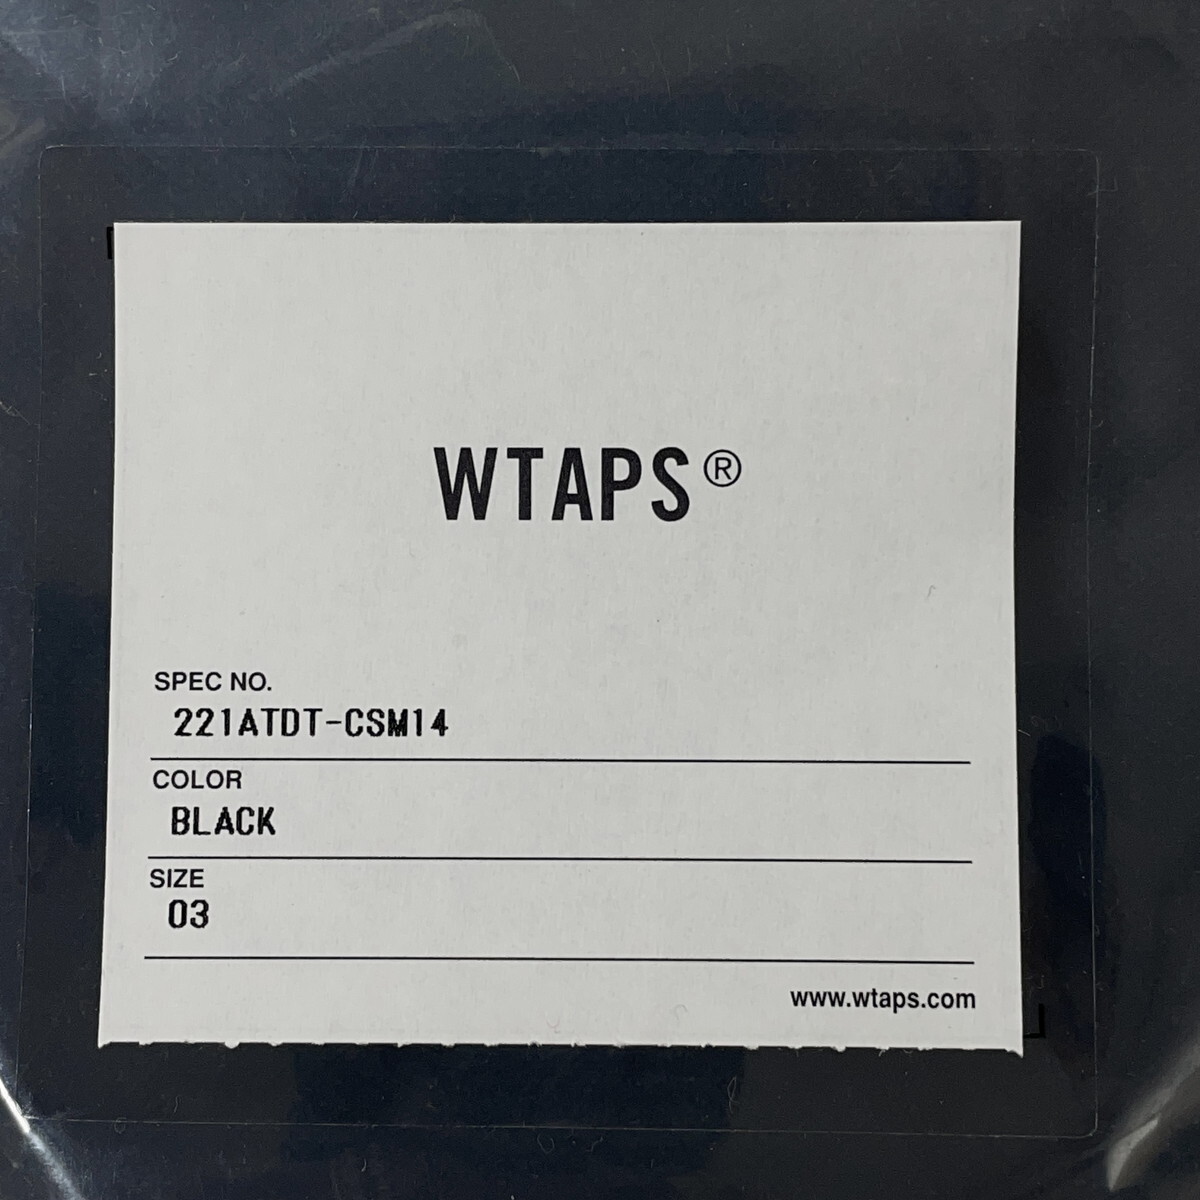 WTAPS®
SPEC NO.
221ATDT-CSM14
COLOR
BLACK
SIZE
03
www.wtaps.com